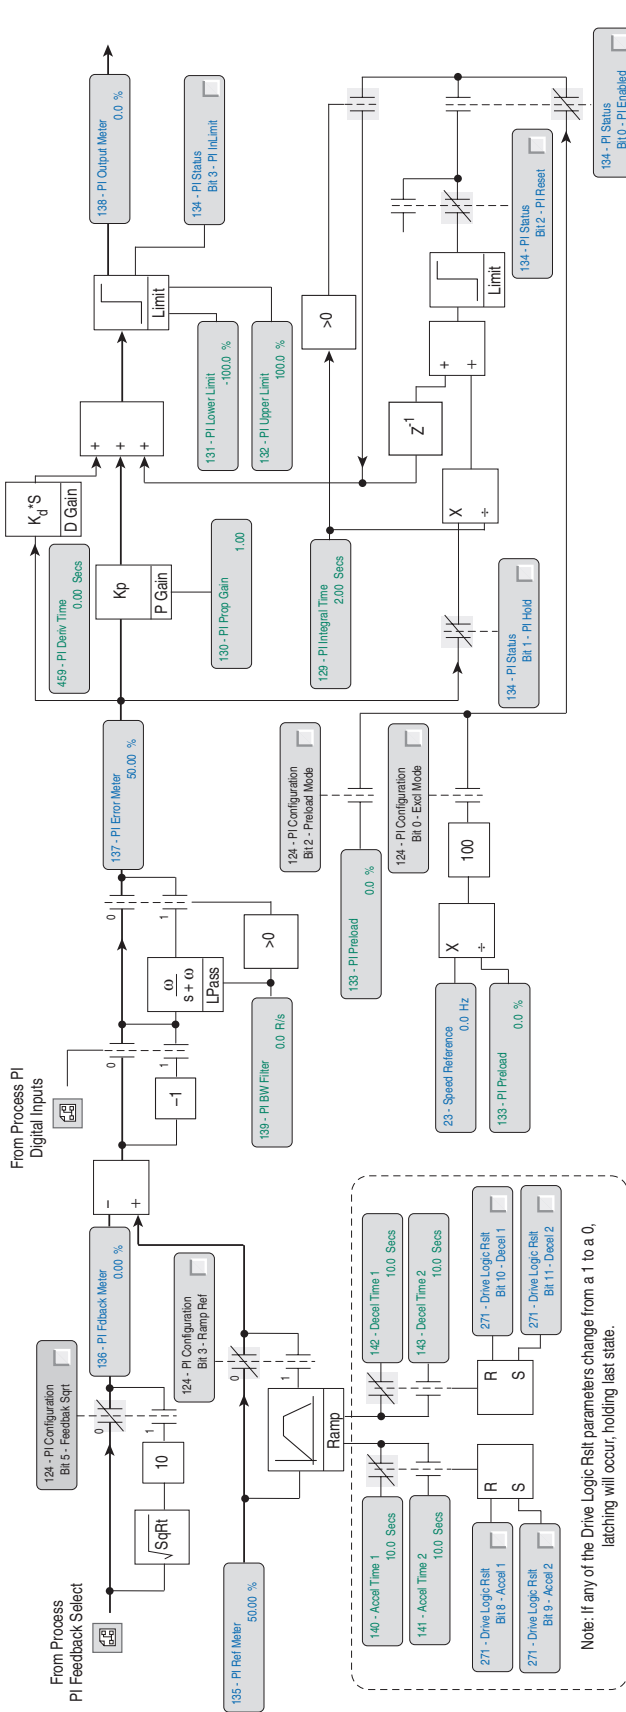 From Process
PI Feedback Select
124 - PI Configuration
Bit 5 - Feedbak Sqrt
0
1
√SqRt
10
136 - PI Fdback Meter
0.00 %
135 - PI Ref Meter
50.00 %
124 - PI Configuration
Bit 3 - Ramp Ref
0
1
Ramp
–
+
140 - Accel Time 1
10.0 Secs
141 - Accel Time 2
10.0 Secs
142 - Decel Time 1
10.0 Secs
143 - Decel Time 2
10.0 Secs
R
S
R
S
271 - Drive Logic Rslt
Bit 8 - Accel 1
271 - Drive Logic Rslt
Bit 9 - Accel 2
271 - Drive Logic Rslt
Bit 10 - Decel 1
271 - Drive Logic Rslt
Bit 11 - Decel 2
Note: If any of the Drive Logic Rslt parameters change from a 1 to a 0,
latching will occur, holding last state.
From Process PI
Digital Inputs
0
1
–1
ω
s + ω
LPass
139 - PI BW Filter
0.0 R/s
>0
0
1
137 - PI Error Meter
50.00 %
23 - Speed Reference
0.0 Hz
133 - PI Preload
0.0 %
X
÷
100
124 - PI Configuration
Bit 0 - Excl Mode
133 - PI Preload
0.0 %
124 - PI Configuration
Bit 2 - Preload Mode
459 - PI Deriv Time
0.00 Secs
Kd*S
D Gain
Kp
P Gain
130 - PI Prop Gain
1.00
134 - PI Status
Bit 1 - PI Hold
129 - PI Integral Time
2.00 Secs
X
÷
Z-1
+
+
>0
Limit
134 - PI Status
Bit 2 - PI Reset
134 - PI Status
Bit 0 - PI Enabled
+
+
+
131 - PI Lower Limit
-100.0 %
132 - PI Upper Limit
100.0 %
Limit
134 - PI Status
Bit 3 - PI InLimit
138 - PI Output Meter
0.0 %